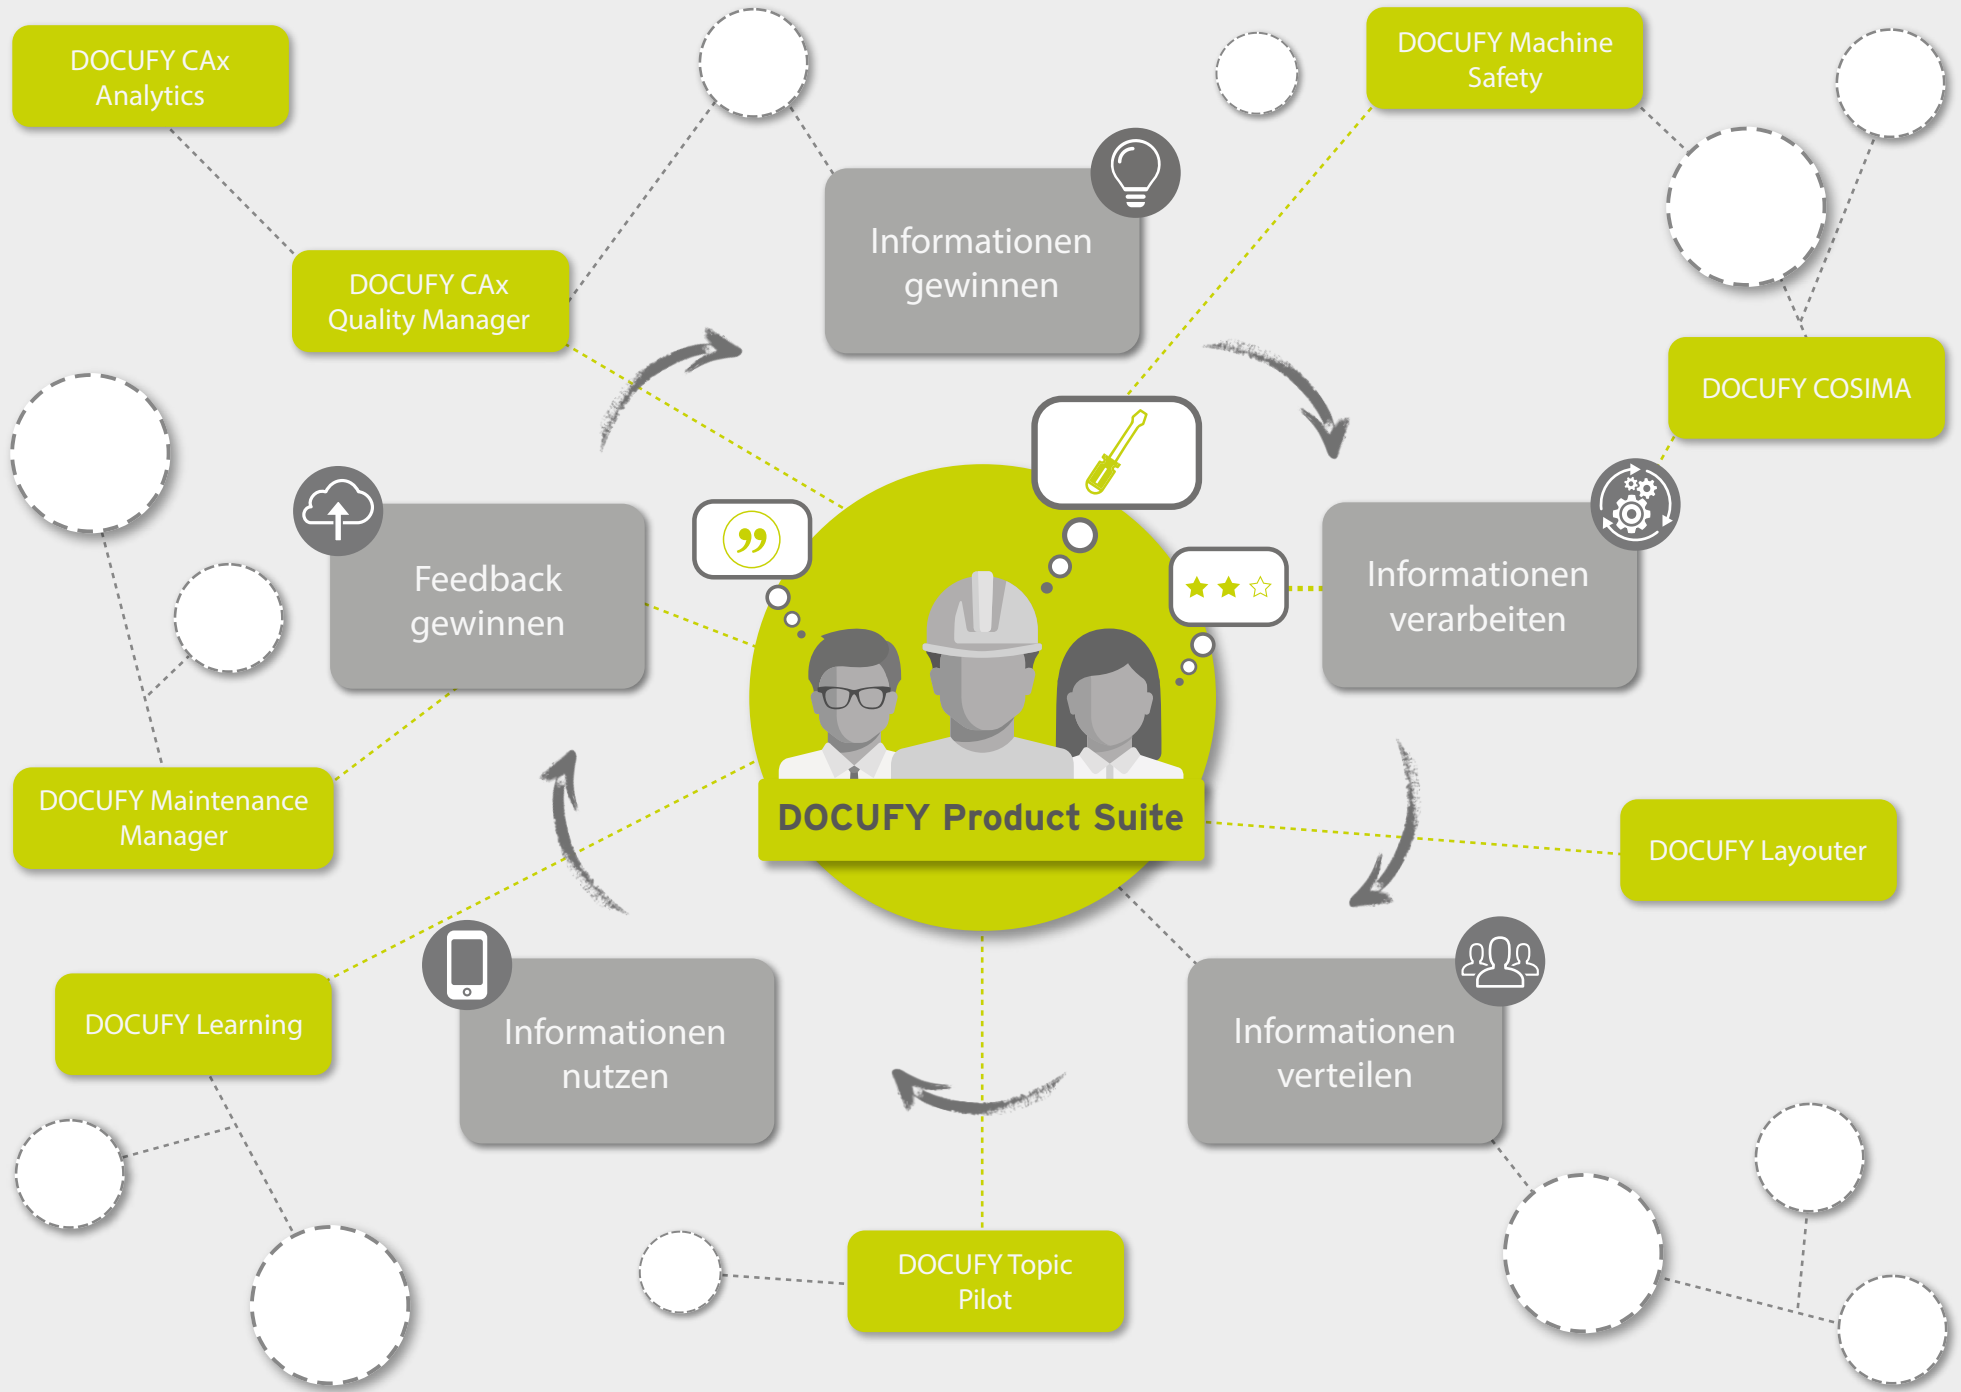 DOCUFY CAx
Analytics
DOCUFY Machine
Safety
Informationen
gewinnen
DOCUFY CAx
Quality Manager
DOCUFY COSIMA
Feedback
gewinnen
Informationen
verarbeiten
DOCUFY Maintenance
Manager
DOCUFY Product Suite
DOCUFY Layouter
DOCUFY Learning
Informationen
nutzen
Informationen
verteilen
DOCUFY Topic
Pilot